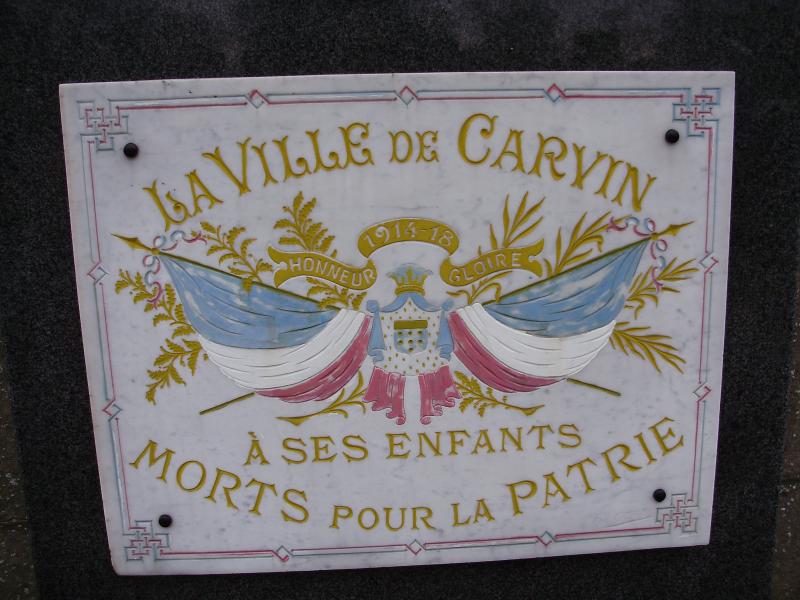 LA VILLE DE CARVIN
1914-18
HONNEUR GLOIRE
À SES ENFANTS
MORTS POUR LA PATRIE